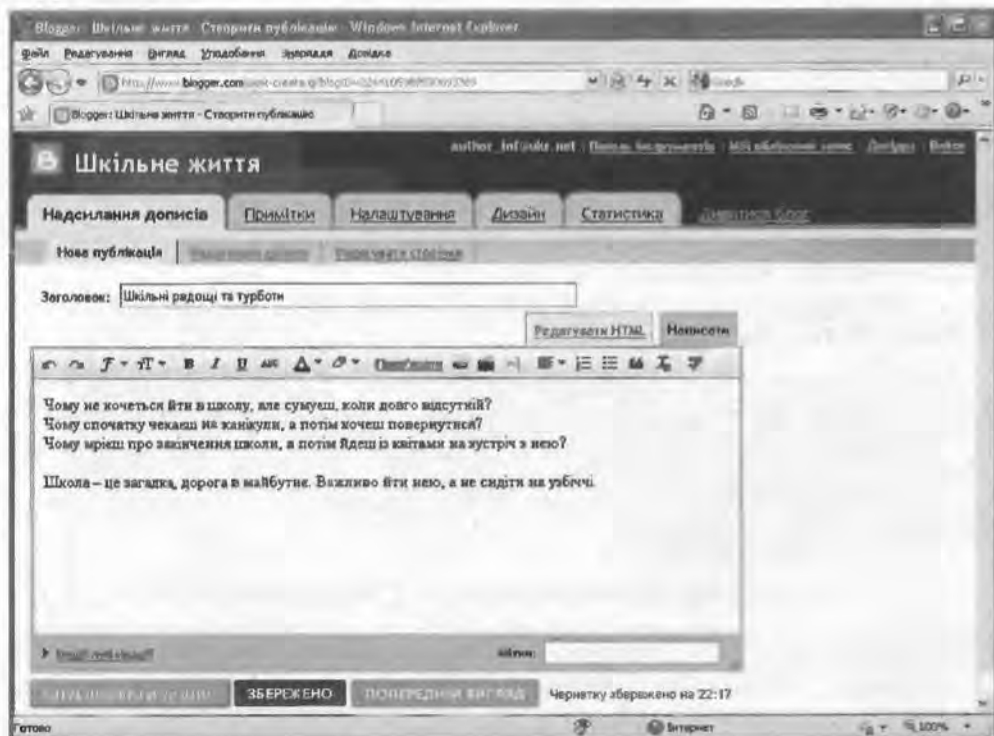 Blogger: Шкільне життя - Створити публікацію - Windows Internet Explorer
Файл Редагування Вигляд Уподобання Знаряддя Довідка
http://www.blogger.com
Blogger: Шкільне життя - Створити публікацію
Шкільне життя
Надсилання дописів Примітки Налаштування Дизайн Статистика
Нова публікація
Заголовок: Шкільні радощі та турботи
Редагувати HTML Написати
Чому не хочеться йти в школу, але сумуєш, коли довго відсутній?
Чому спочатку чекаєш на канікули, а потім хочеш повернутися?
Чому мрієш про закінчення школи, а потім йдеш із квітами на зустріч з нею?
Школа – це загадка, дорога в майбутнє. Важливо йти нею, а не сидіти на узбіччі.
мітки:
ЗБЕРЕЖЕНО ПОПЕРЕДНІЙ ВИГЛЯД Чернетку збережено на 22:17
Готово Інтернет 100%